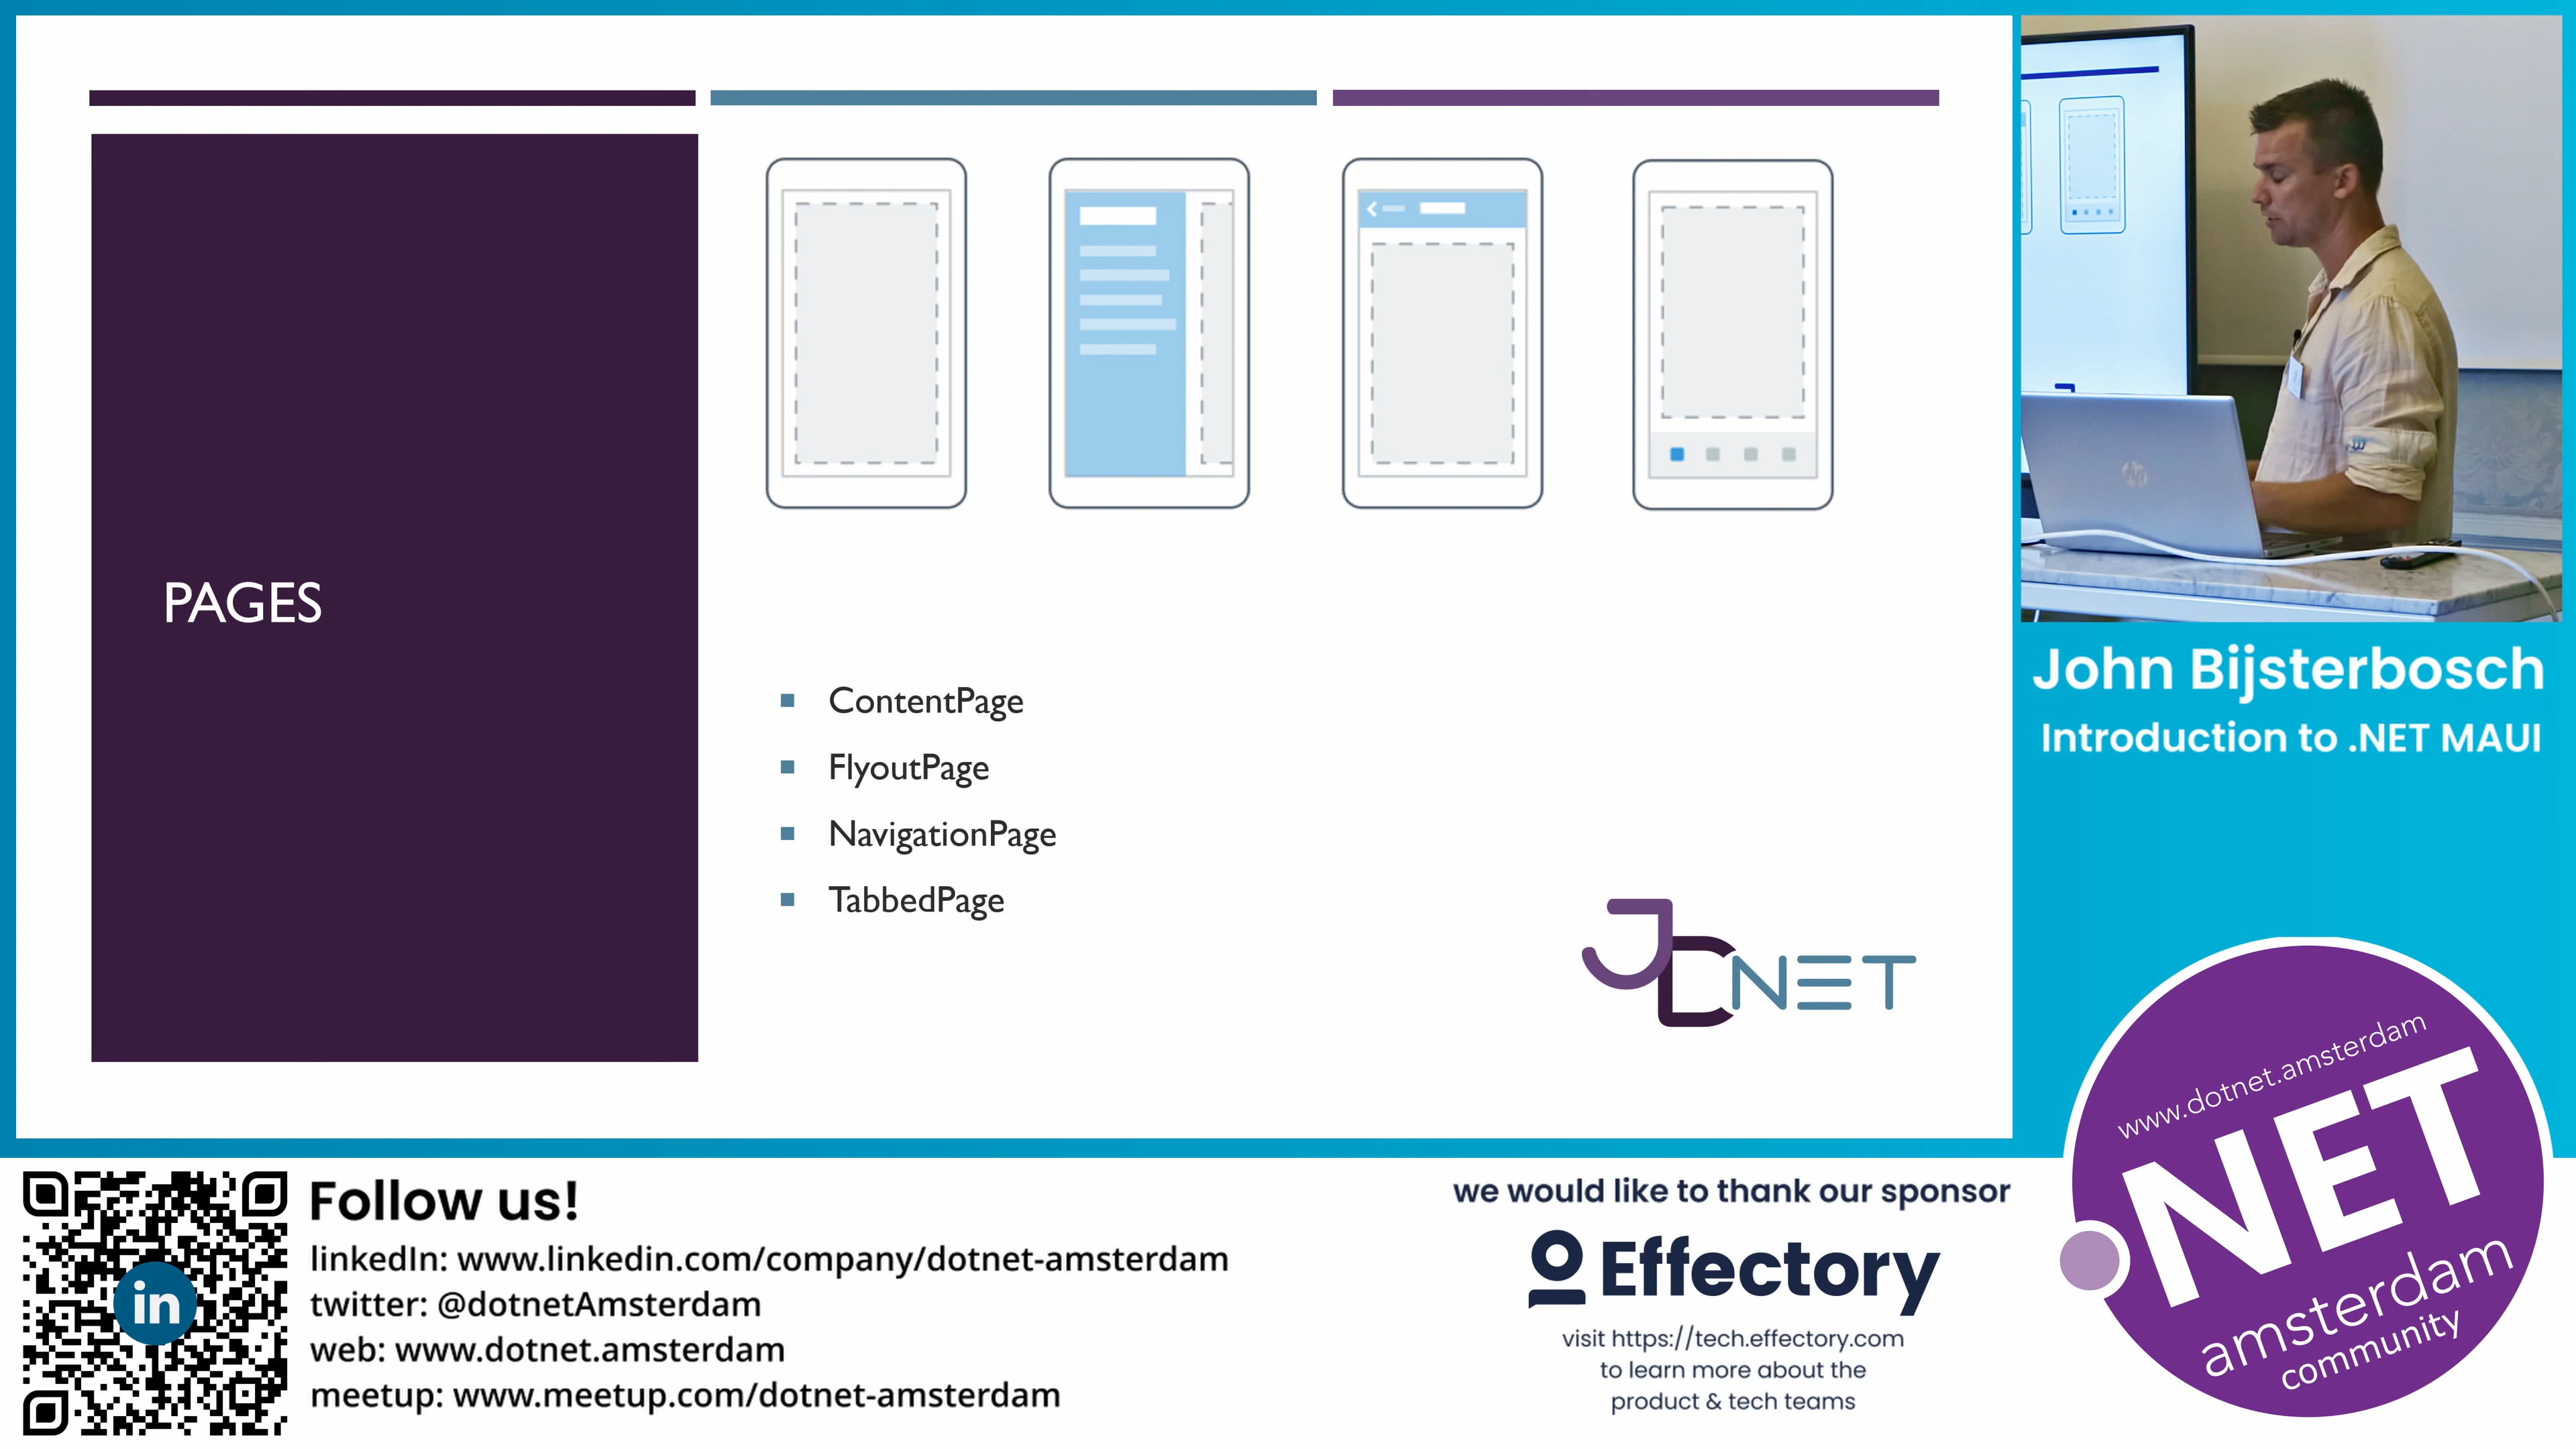 PAGES
ContentPage
FlyoutPage
NavigationPage
TabbedPage
JDNET
hp
John Bijsterbosch
Introduction to .NET MAUI
www.dotnet.amsterdam
.NET
amsterdam
community
Follow us!
linkedIn: www.linkedin.com/company/dotnet-amsterdam
twitter: @dotnetAmsterdam
web: www.dotnet.amsterdam
meetup: www.meetup.com/dotnet-amsterdam
in
we would like to thank our sponsor
Effectory
visit https://tech.effectory.com
to learn more about the
product & tech teams